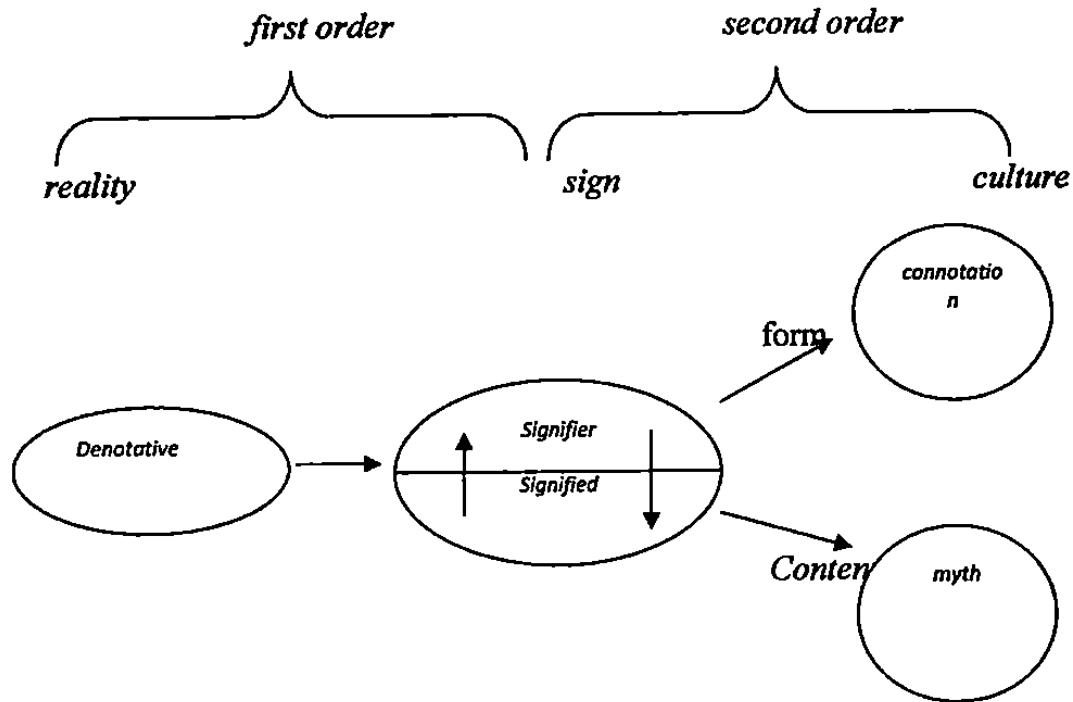 first order
second order
reality
sign
culture
connotatio
n
form
Denotative
Signifier
Signified
Conten
myth